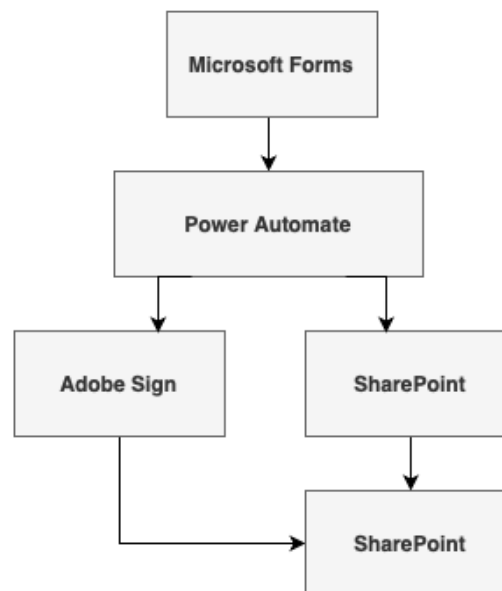 Microsoft Forms
Power Automate
Adobe Sign
SharePoint
SharePoint